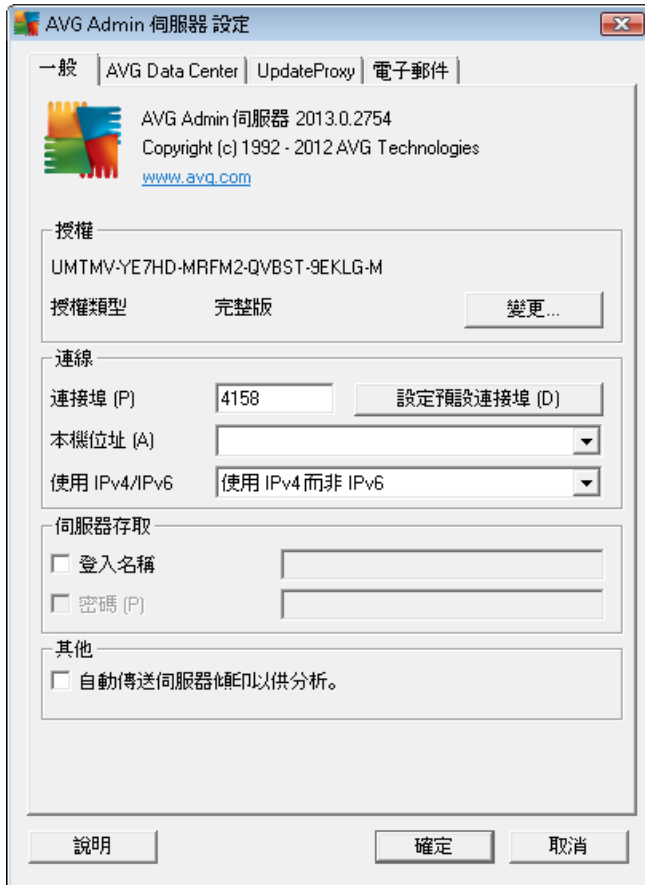 AVG Admin 伺服器 設定
一般
AVG Data Center
UpdateProxy
電子郵件
AVG Admin 伺服器 2013.0.2754
Copyright (c) 1992 - 2012 AVG Technologies
www.avg.com
授權
UMTMV-YE7HD-MRFM2-QVBST-9EKLG-M
授權類型 完整版 變更...
連線
連接埠 (P) 4158 設定預設連接埠 (D)
本機位址 (A)
使用 IPv4/IPv6 使用 IPv4 而非 IPv6
伺服器存取
登入名稱
密碼 (P)
其他
自動傳送伺服器傾印以供分析。
說明 確定 取消